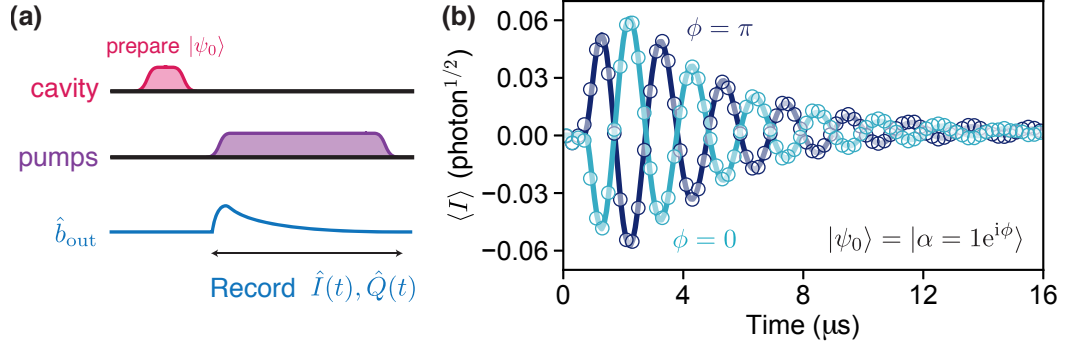 (a)
prepare |ψ₀⟩
cavity
pumps
b̂out
Record Î(t), Q̂(t)
(b)
⟨I⟩ (photon^1/2)
0.06
0.03
0.00
−0.03
−0.06
ϕ = π
ϕ = 0
|ψ₀⟩ = |α = 1e^iϕ⟩
0 4 8 12 16
Time (μs)